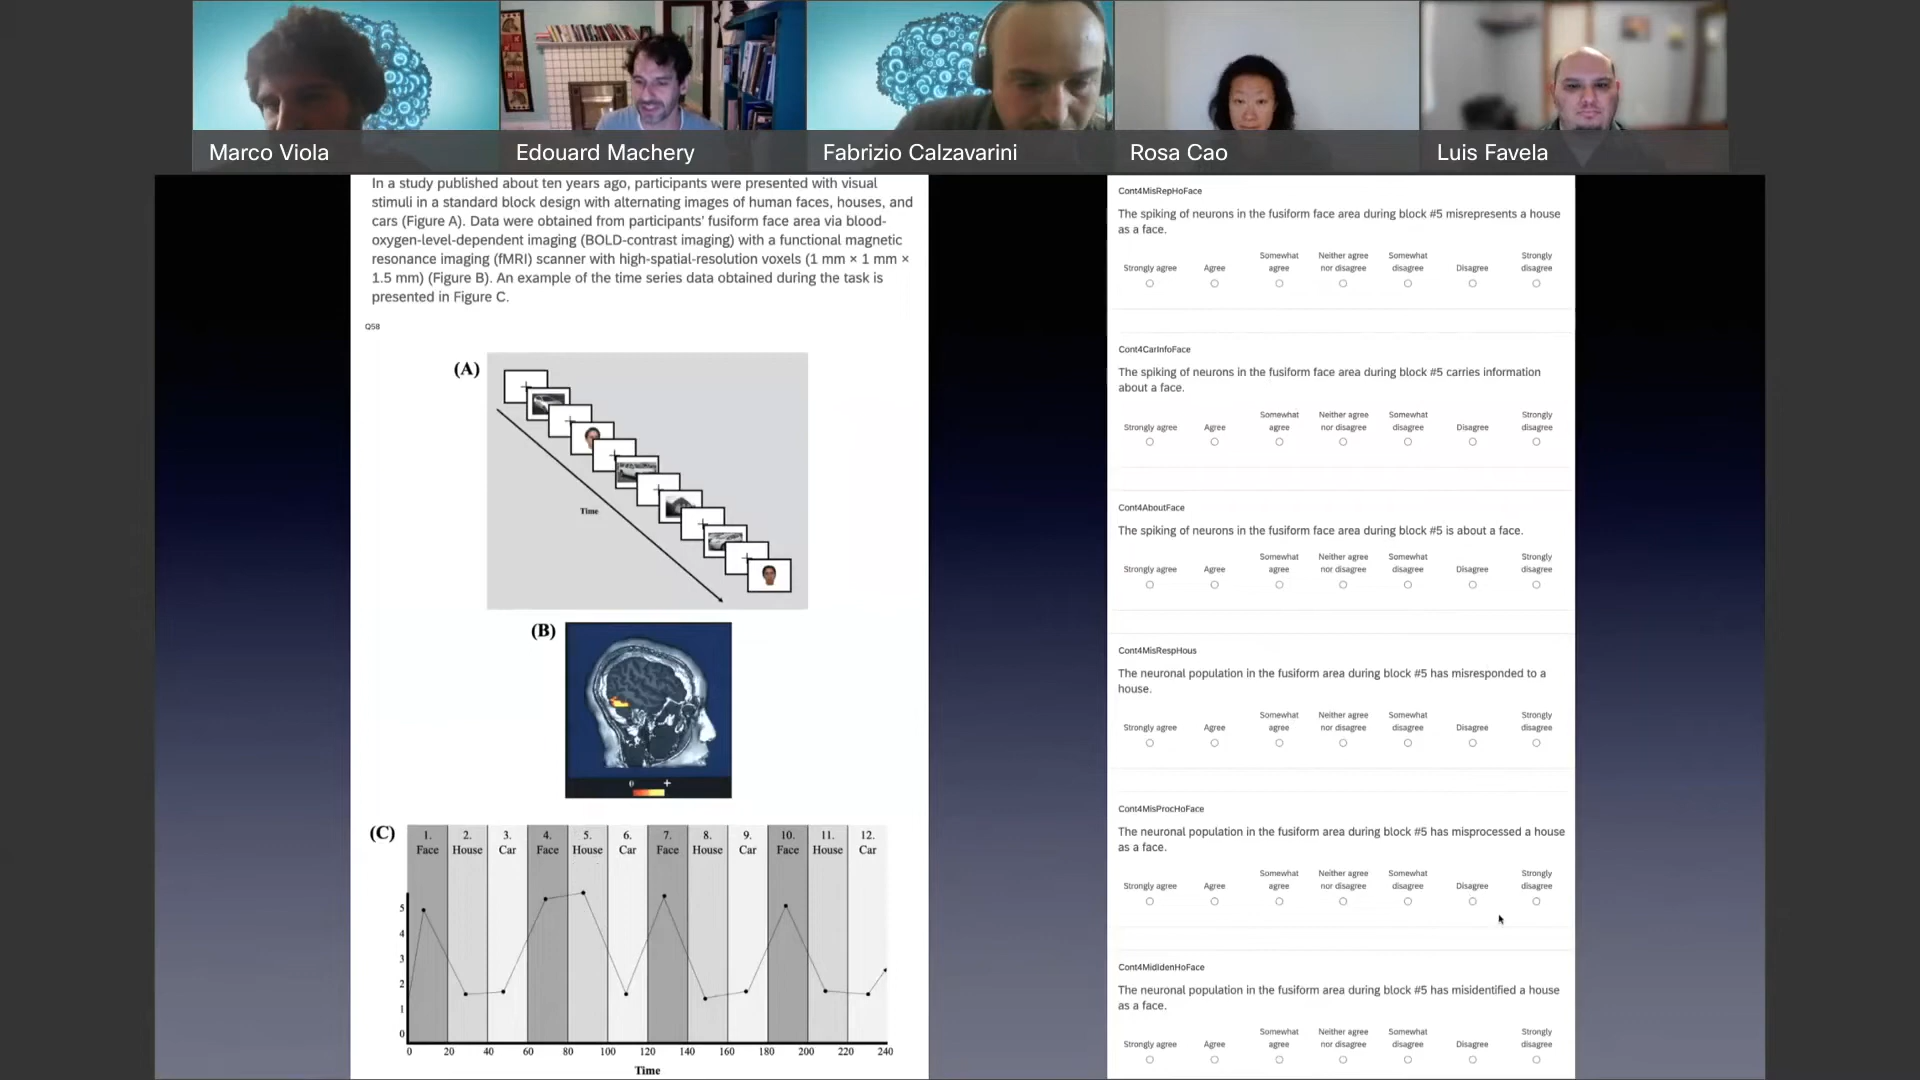 Marco Viola
Edouard Machery
Fabrizio Calzavarini
Rosa Cao
Luis Favela
In a study published about ten years ago, participants were presented with visual
stimuli in a standard block design with alternating images of human faces, houses, and
cars (Figure A). Data were obtained from participants' fusiform face area via blood-
oxygen-level-dependent imaging (BOLD-contrast imaging) with a functional magnetic
resonance imaging (fMRI) scanner with high-spatial-resolution voxels (1 mm × 1 mm ×
1.5 mm) (Figure B). An example of the time series data obtained during the task is
presented in Figure C.
Q58
(A)
Time
(B)
0 +
(C)
1. 2. 3. 4. 5. 6. 7. 8. 9. 10. 11. 12.
Face House Car Face House Car Face House Car Face House Car
5
4
3
2
1
0
0 20 40 60 80 100 120 140 160 180 200 220 240
Time
Cont4MisRepHoFace
The spiking of neurons in the fusiform face area during block #5 misrepresents a house
as a face.
Somewhat Neither agree Somewhat Strongly
Strongly agree Agree agree nor disagree disagree Disagree disagree
Cont4CarInfoFace
The spiking of neurons in the fusiform face area during block #5 carries information
about a face.
Somewhat Neither agree Somewhat Strongly
Strongly agree Agree agree nor disagree disagree Disagree disagree
Cont4AboutFace
The spiking of neurons in the fusiform face area during block #5 is about a face.
Somewhat Neither agree Somewhat Strongly
Strongly agree Agree agree nor disagree disagree Disagree disagree
Cont4MisRespHous
The neuronal population in the fusiform area during block #5 has misresponded to a
house.
Somewhat Neither agree Somewhat Strongly
Strongly agree Agree agree nor disagree disagree Disagree disagree
Cont4MisProcHoFace
The neuronal population in the fusiform area during block #5 has misprocessed a house
as a face.
Somewhat Neither agree Somewhat Strongly
Strongly agree Agree agree nor disagree disagree Disagree disagree
Cont4MidIdenHoFace
The neuronal population in the fusiform area during block #5 has misidentified a house
as a face.
Somewhat Neither agree Somewhat Strongly
Strongly agree Agree agree nor disagree disagree Disagree disagree